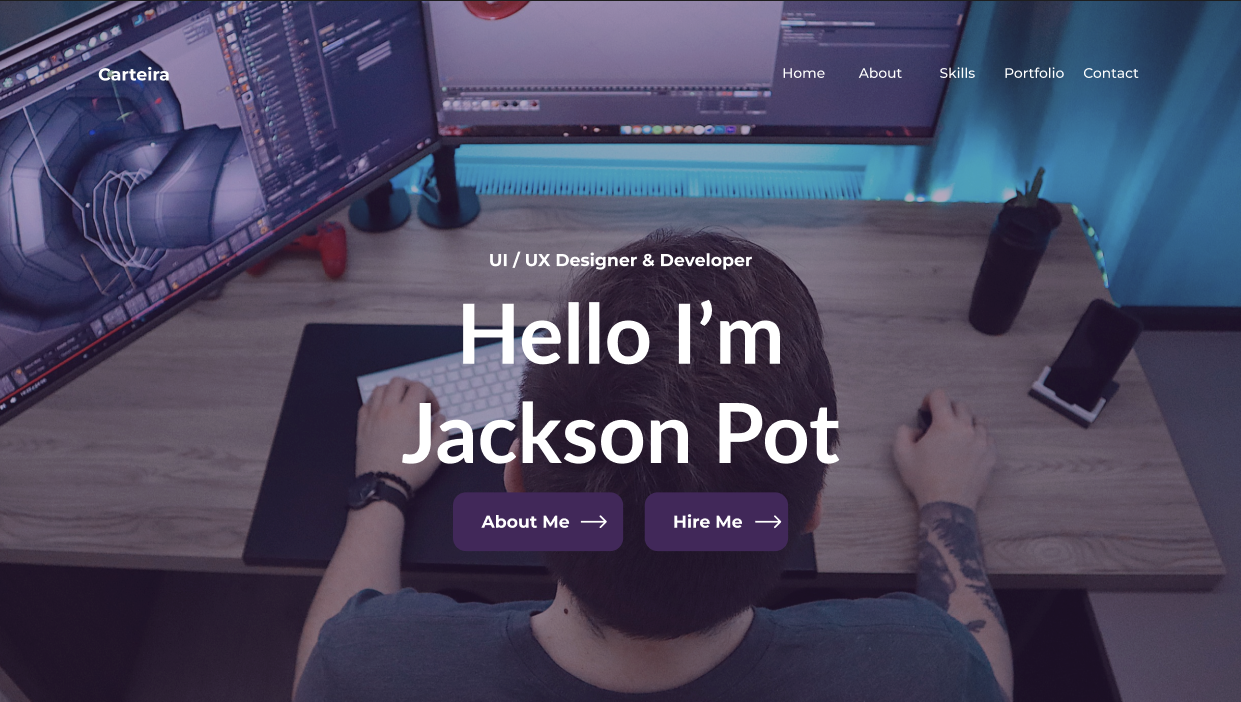 Carteira
Home About Skills Portfolio Contact
UI / UX Designer & Developer
Hello I’m
Jackson Pot
About Me
Hire Me